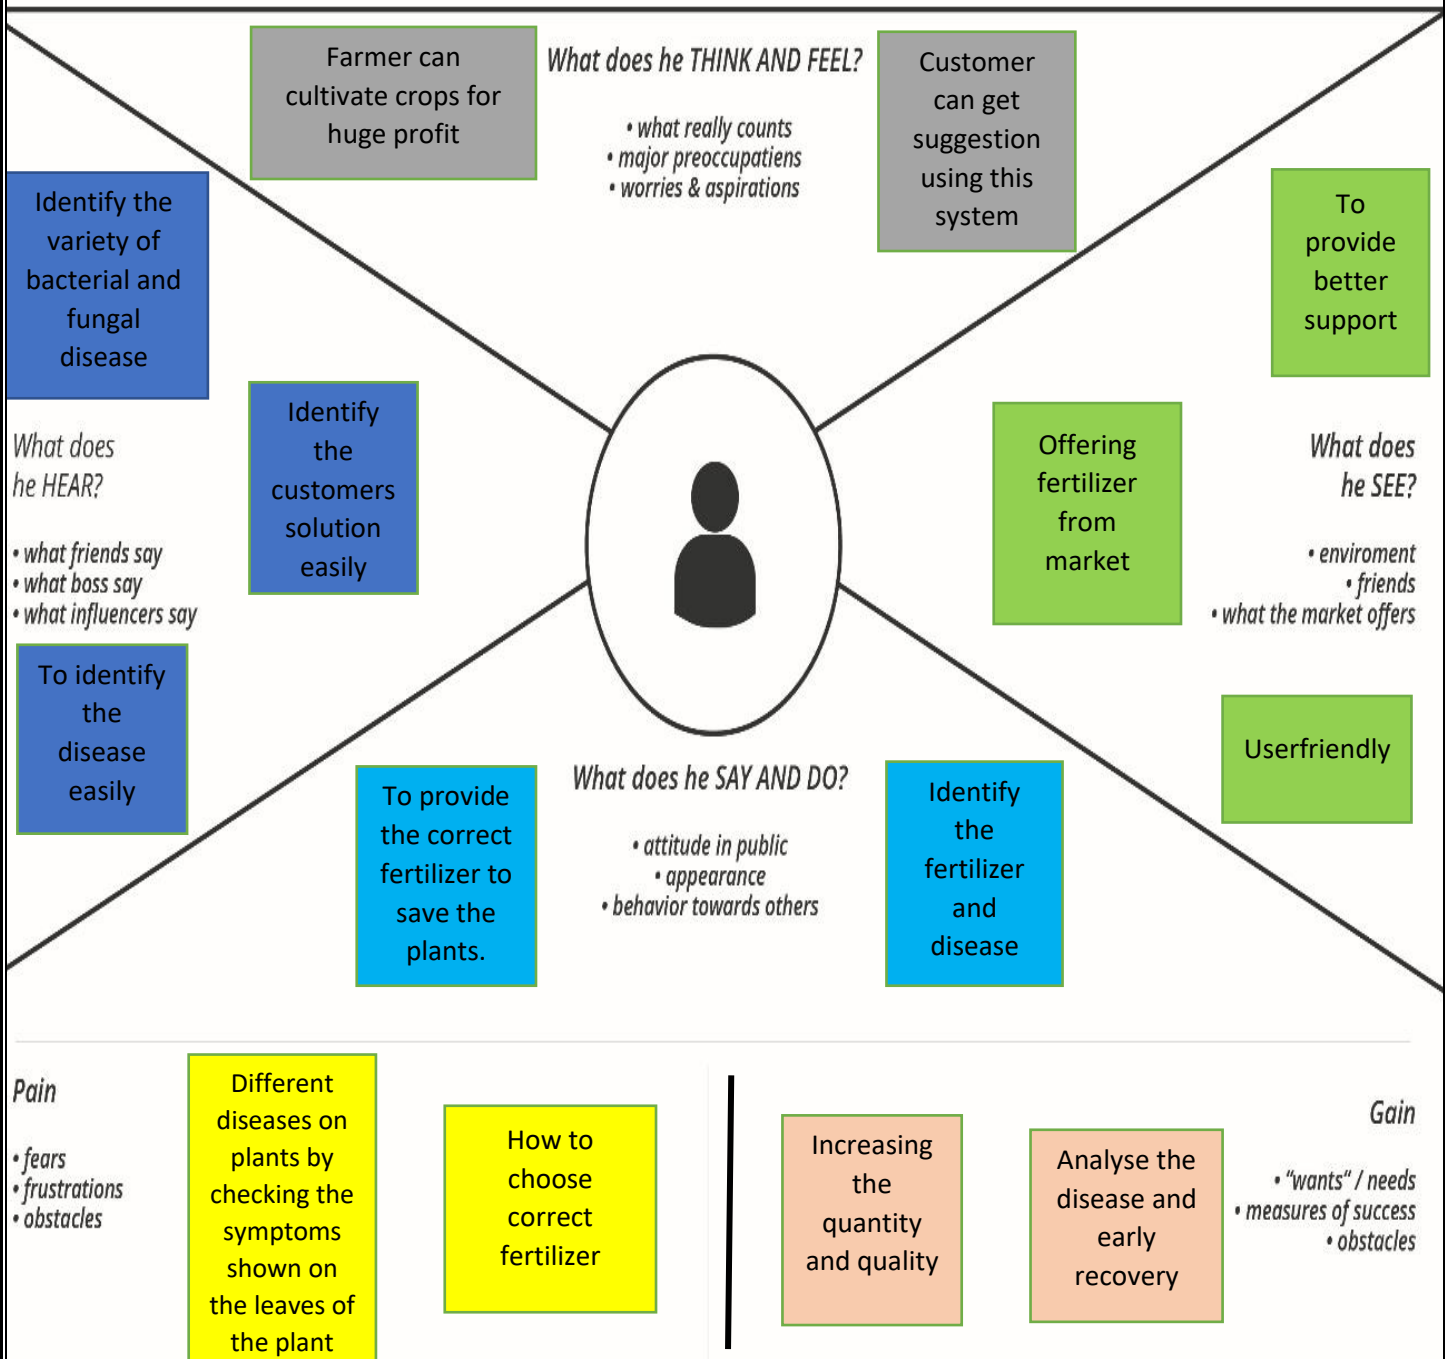 Farmer can
cultivate crops for
huge profit
What does he THINK AND FEEL?
• what really counts
• major preoccupatiens
• worries & aspirations
Customer
can get
suggestion
using this
system
Identify the
variety of
bacterial and
fungal
disease
Identify
the
customers
solution
easily
What does
he HEAR?
• what friends say
• what boss say
• what influencers say
To identify
the
disease
easily
To
provide
better
support
Offering
fertilizer
from
market
What does
he SEE?
• enviroment
• friends
• what the market offers
Userfriendly
To provide
the correct
fertilizer to
save the
plants.
What does he SAY AND DO?
• attitude in public
• appearance
• behavior towards others
Identify
the
fertilizer
and
disease
Pain
• fears
• frustrations
• obstacles
Different
diseases on
plants by
checking the
symptoms
shown on
the leaves of
the plant
How to
choose
correct
fertilizer
Increasing
the
quantity
and quality
Analyse the
disease and
early
recovery
Gain
• "wants" / needs
• measures of success
• obstacles